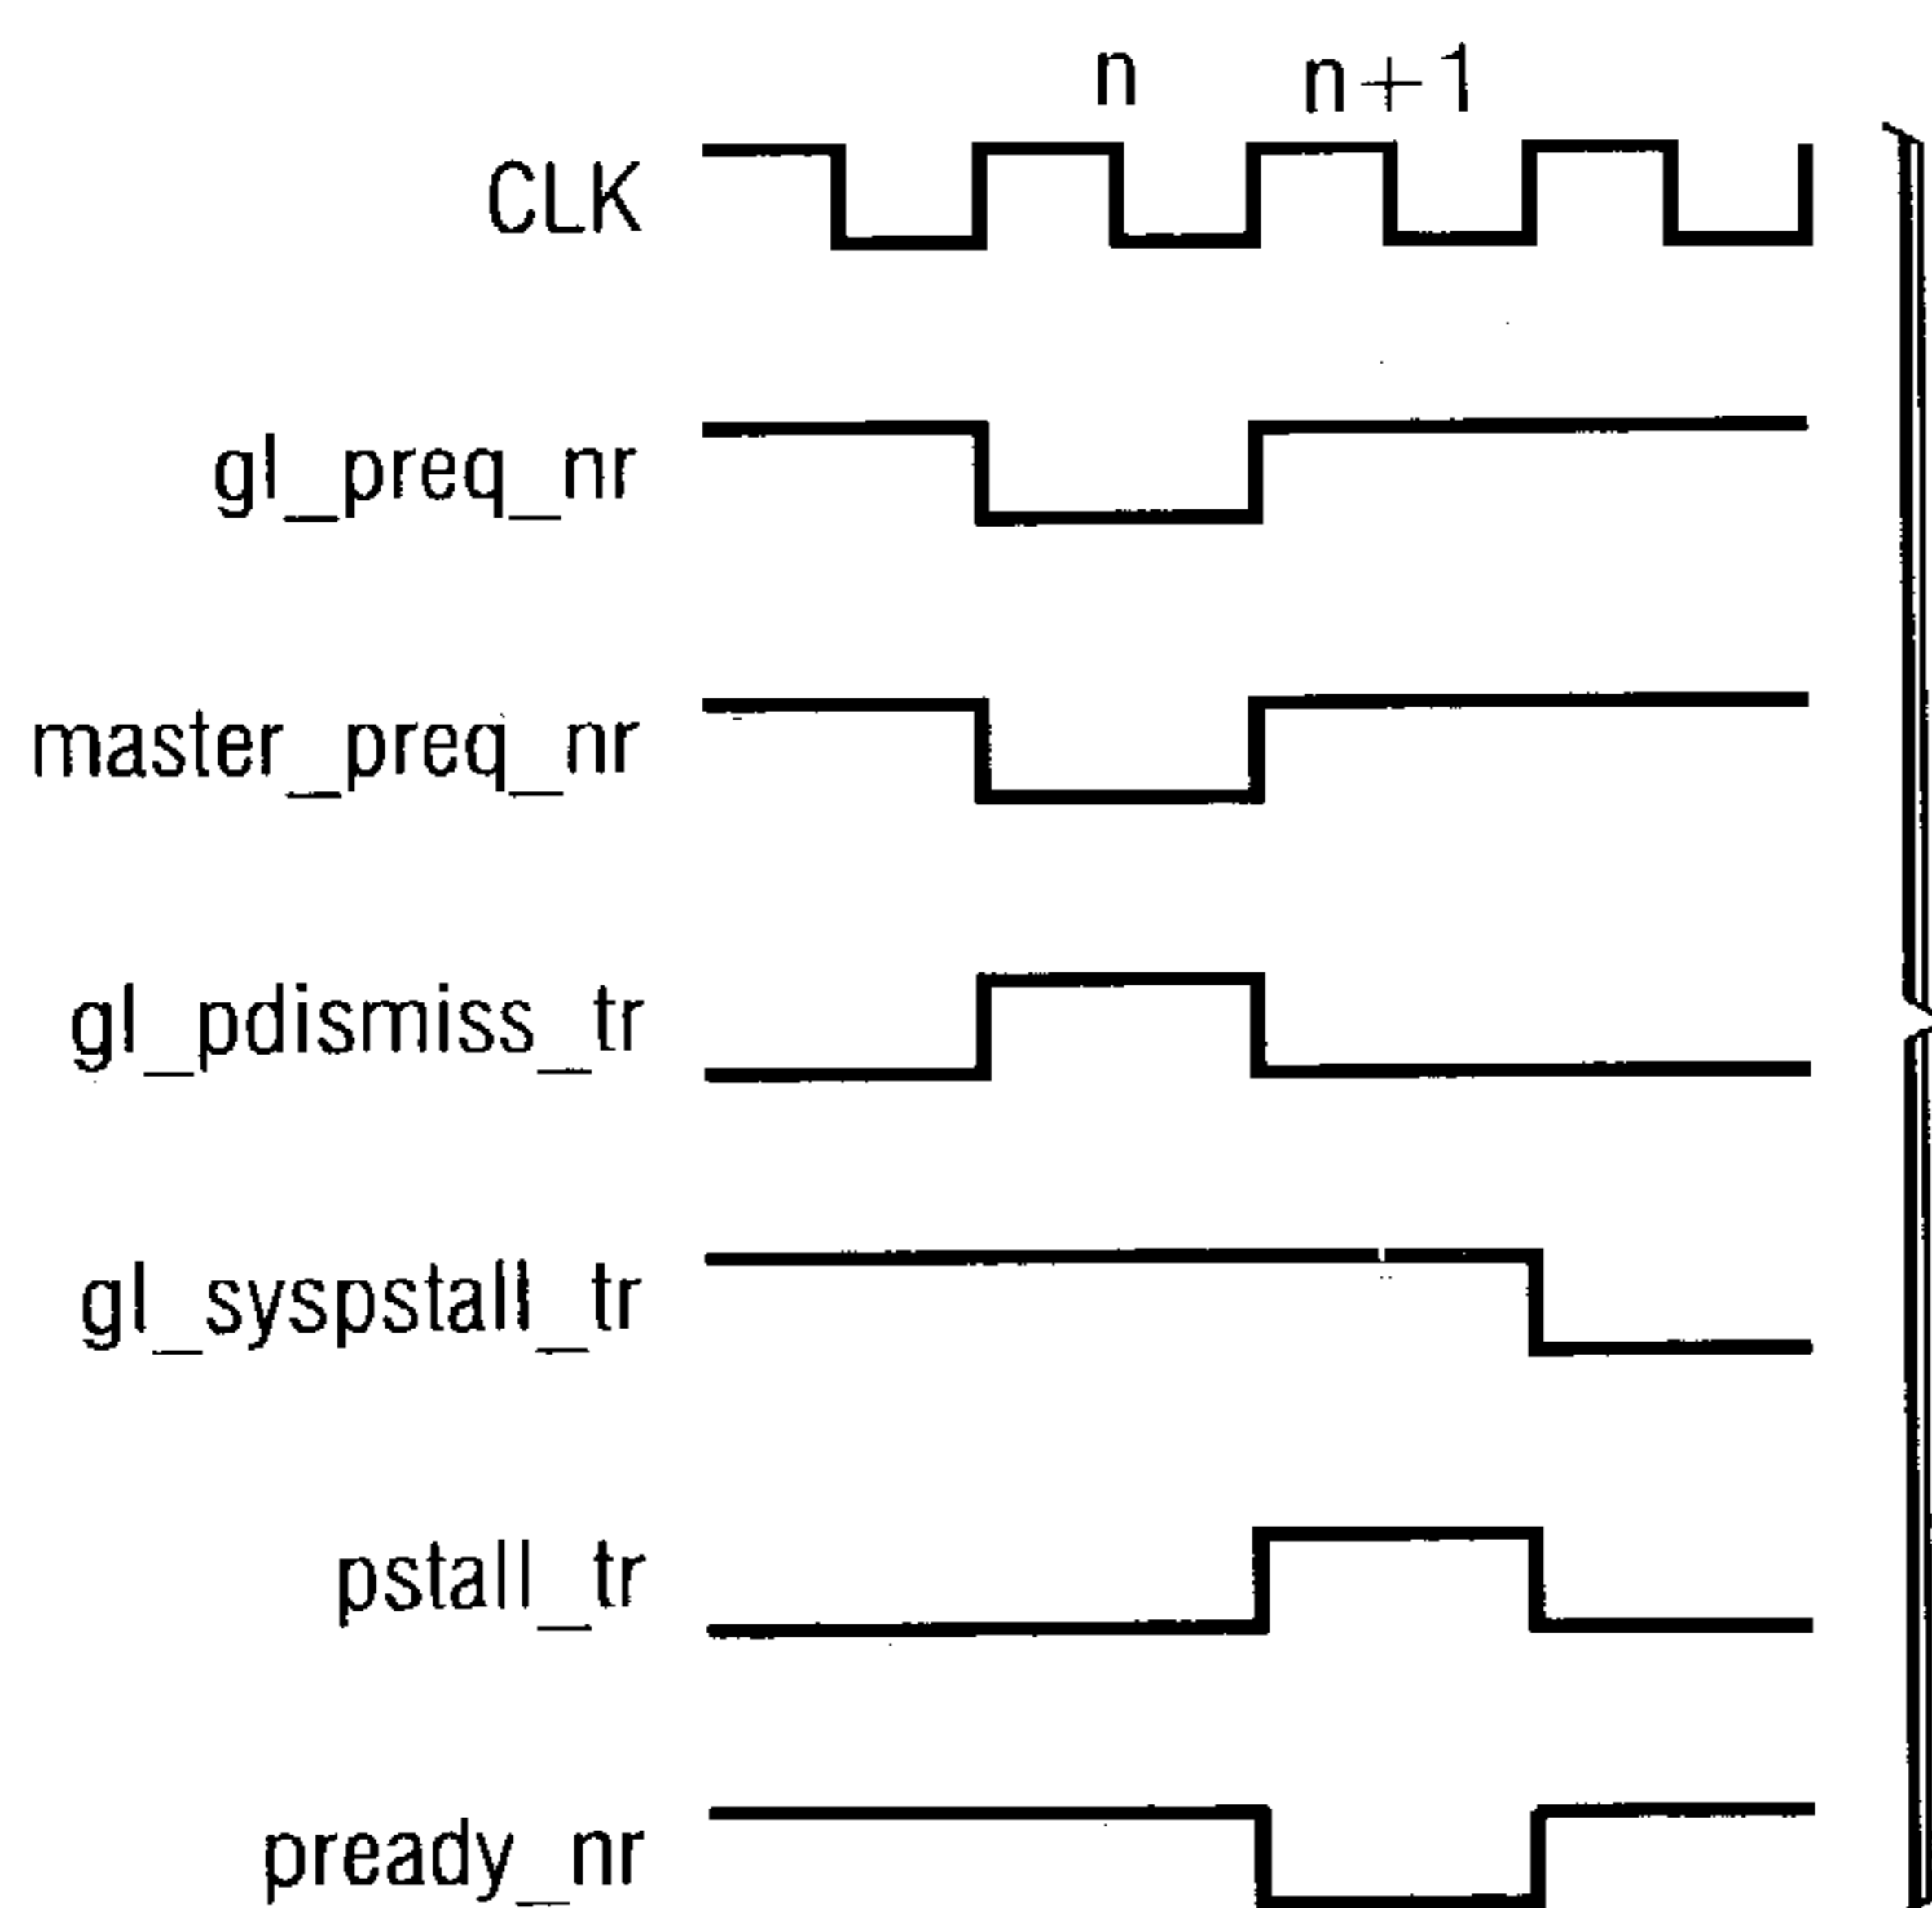 n n+1
CLK
gl_preq_nr
master_preq_nr
gl_pdismiss_tr
gl_syspstall_tr
pstall_tr
pready_nr